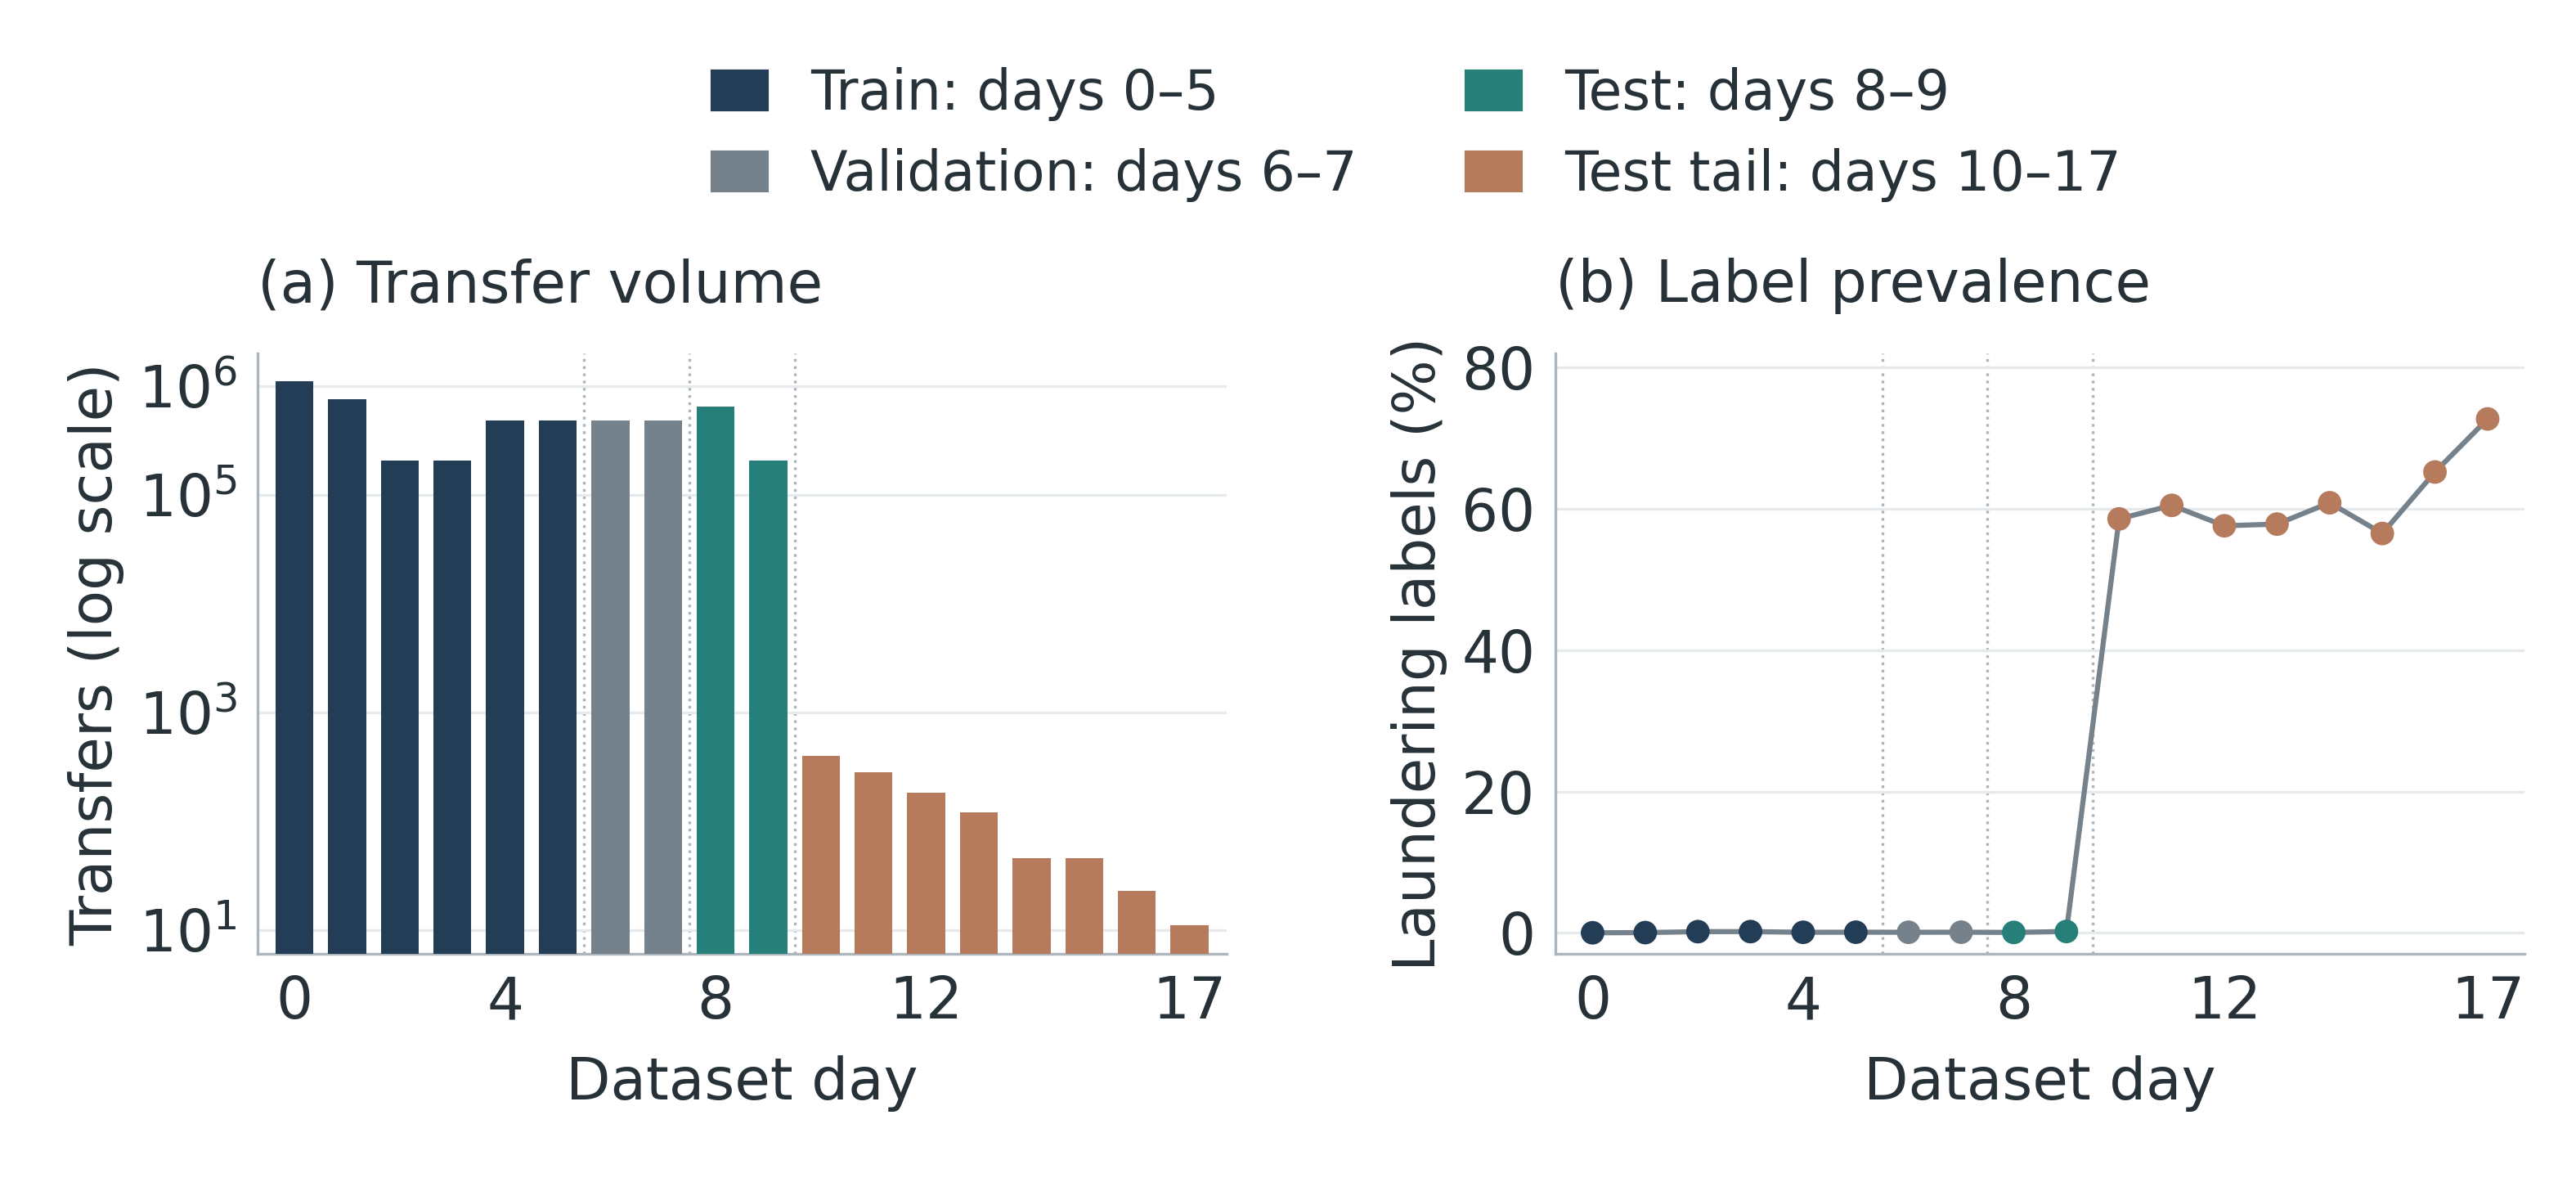 Train: days 0–5
Validation: days 6–7
Test: days 8–9
Test tail: days 10–17
(a) Transfer volume
Transfers (log scale)
10⁶
10⁵
10³
10¹
0 4 8 12 17
Dataset day
(b) Label prevalence
Laundering labels (%)
80
60
40
20
0
0 4 8 12 17
Dataset day